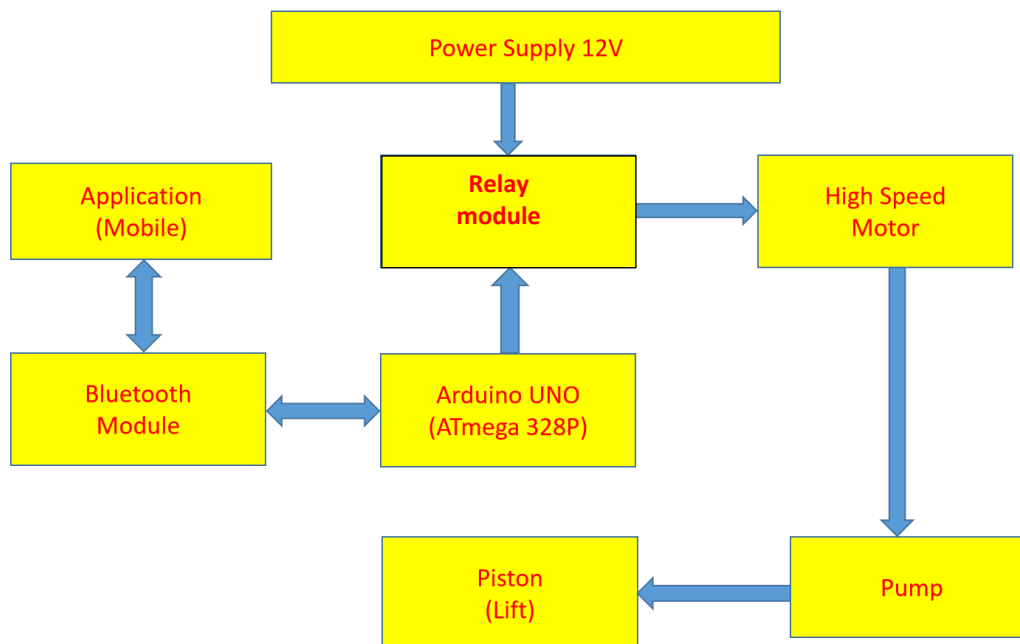 Power Supply 12V
Application
(Mobile)
Relay
module
High Speed
Motor
Bluetooth
Module
Arduino UNO
(ATmega 328P)
Piston
(Lift)
Pump